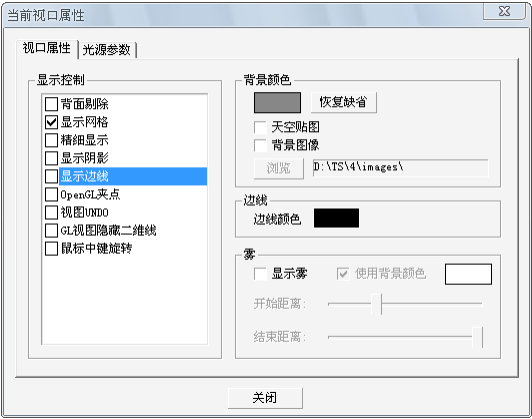 当前视口属性
视口属性
光源参数
显示控制
背面剔除
显示网格
精细显示
显示阴影
显示边线
OpenGL夹点
视图UNDO
GL视图隐藏二维线
鼠标中键旋转
背景颜色
恢复缺省
天空贴图
背景图像
浏览 D:\TS\4\images\
边线
边线颜色
雾
显示雾 使用背景颜色
开始距离:
结束距离:
关闭